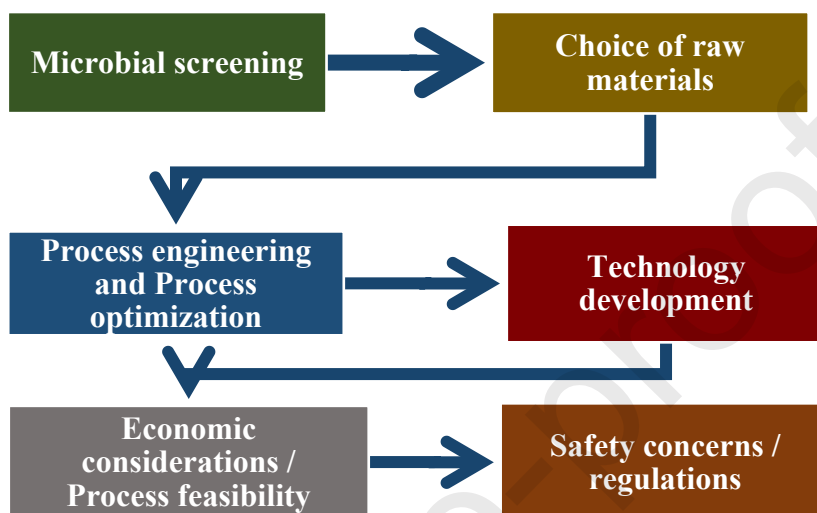 Microbial screening
Choice of raw
materials
Process engineering
and Process
optimization
Technology
development
Economic
considerations /
Process feasibility
Safety concerns /
regulations
e-proof